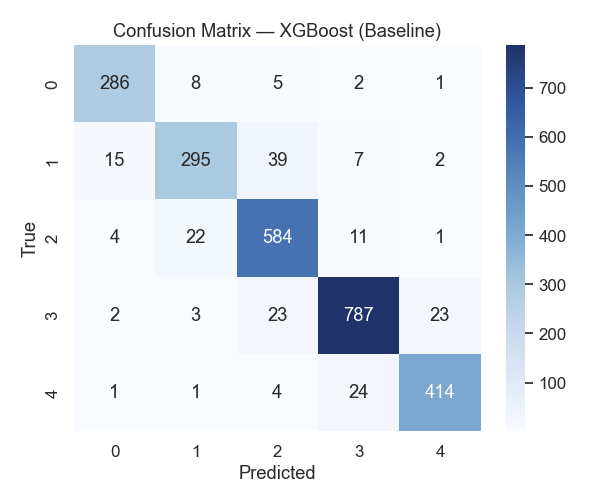 Confusion Matrix — XGBoost (Baseline)
True
0
286 8 5 2 1
1
15 295 39 7 2
2
4 22 584 11 1
3
2 3 23 787 23
4
1 1 4 24 414
0 1 2 3 4
Predicted
700
600
500
400
300
200
100